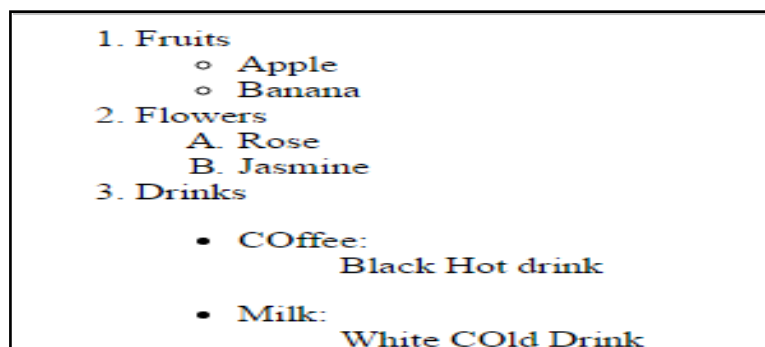 1. Fruits
○ Apple
○ Banana
2. Flowers
A. Rose
B. Jasmine
3. Drinks
• COffee:
Black Hot drink
• Milk:
White COld Drink